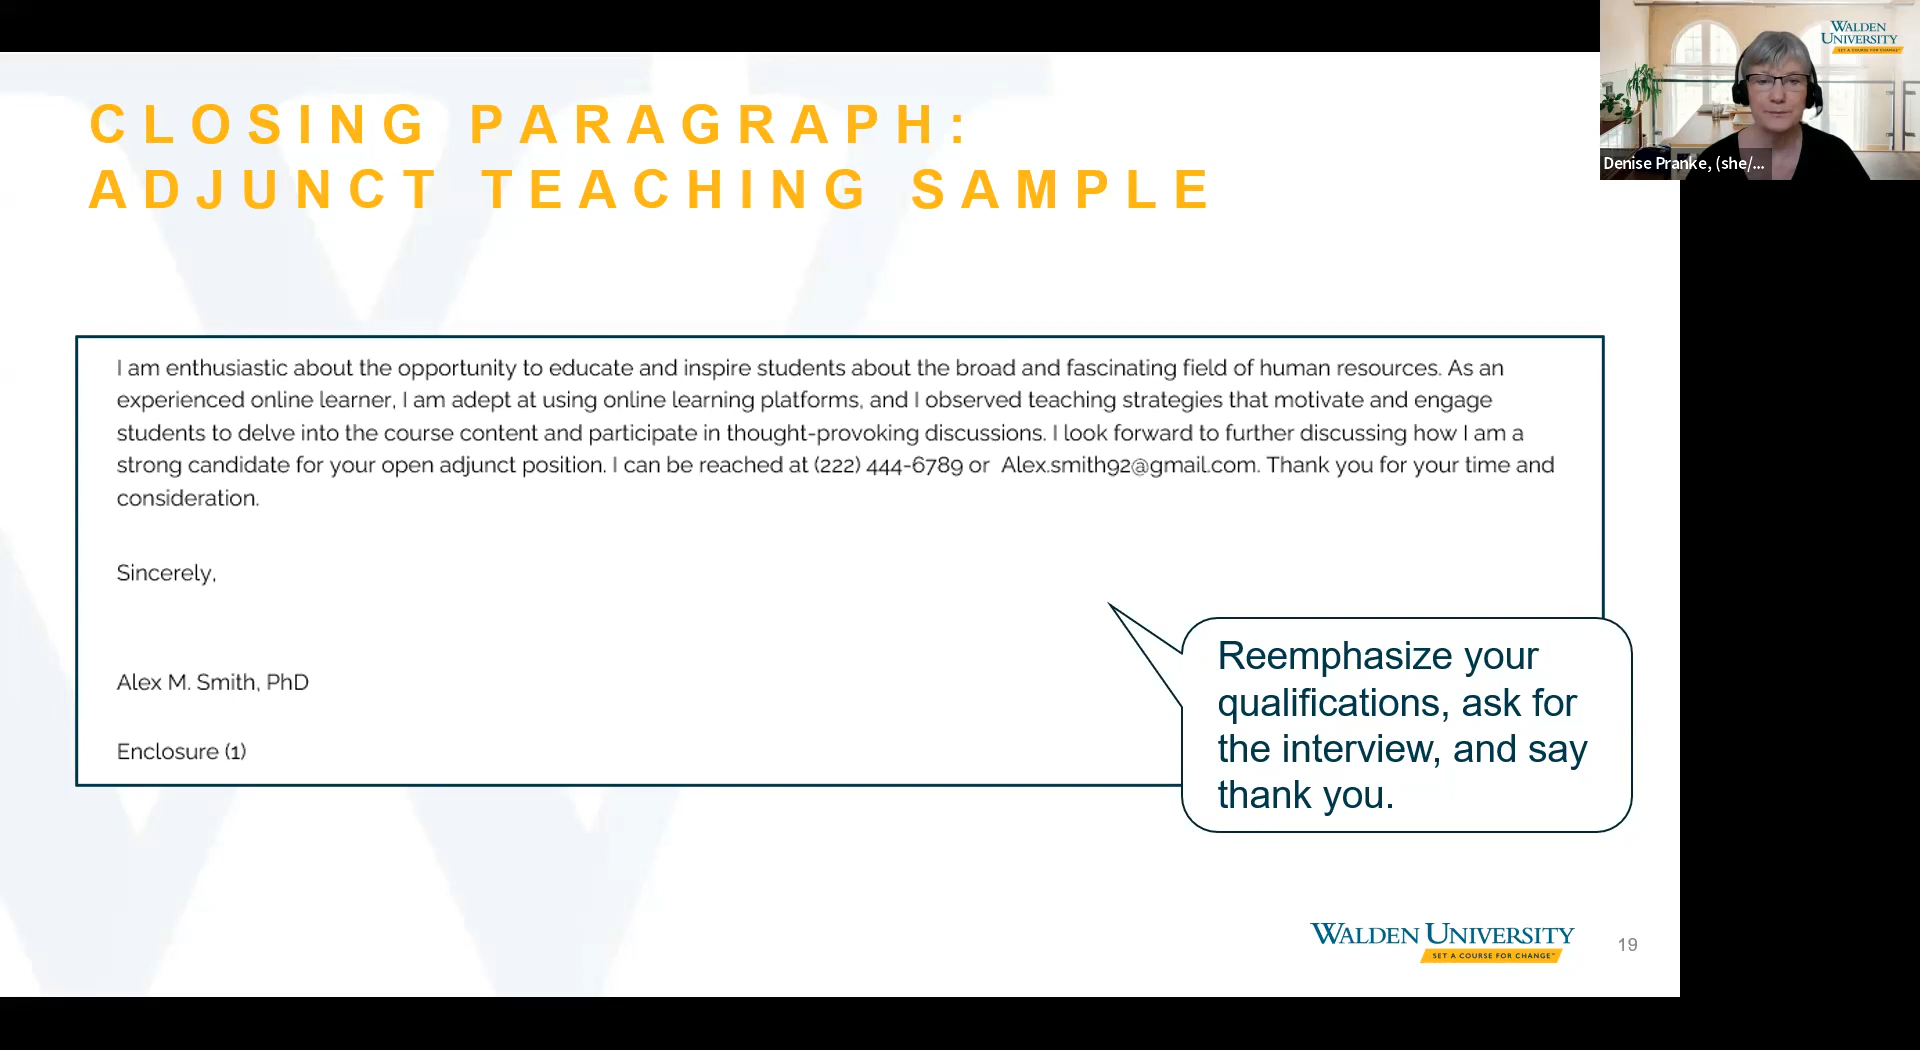 CLOSING PARAGRAPH:
ADJUNCT TEACHING SAMPLE
I am enthusiastic about the opportunity to educate and inspire students about the broad and fascinating field of human resources. As an
experienced online learner, I am adept at using online learning platforms, and I observed teaching strategies that motivate and engage
students to delve into the course content and participate in thought-provoking discussions. I look forward to further discussing how I am a
strong candidate for your open adjunct position. I can be reached at (222) 444-6789 or Alex.smith92@gmail.com. Thank you for your time and
consideration.
Sincerely,
Alex M. Smith, PhD
Enclosure (1)
Reemphasize your
qualifications, ask for
the interview, and say
thank you.
WALDEN UNIVERSITY
SET A COURSE FOR CHANGE
19
WALDEN
UNIVERSITY
SET A COURSE FOR CHANGE
Denise Pranke, (she/...